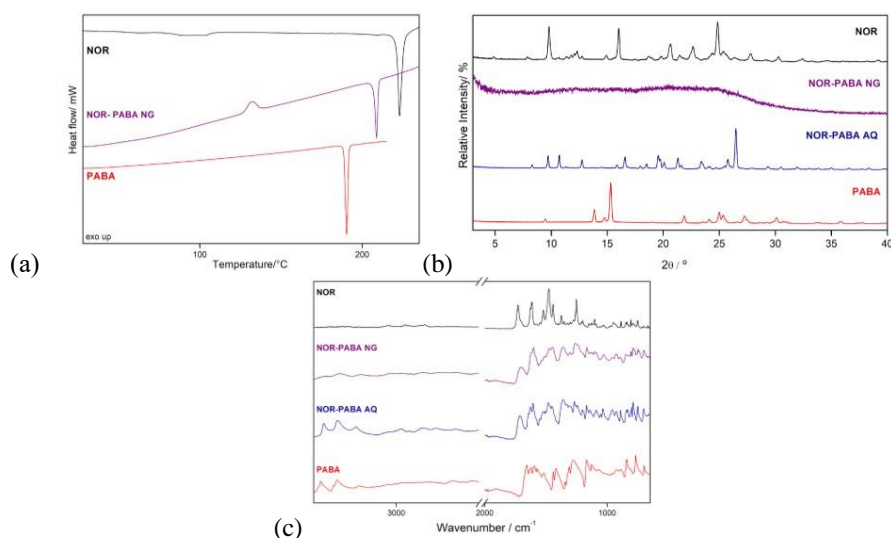 NOR
NOR- PABA NG
PABA
exo up
Heat flow/ mW
100
200
Temperature/°C
(a)
NOR
NOR-PABA NG
NOR-PABA AQ
PABA
Relative Intensity/ %
5
10
15
20
25
30
35
40
2θ / º
(b)
NOR
NOR-PABA NG
NOR-PABA AQ
PABA
3000
2000
1000
Wavenumber / cm⁻¹
(c)